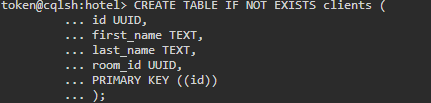 token@cqlsh:hotel> CREATE TABLE IF NOT EXISTS clients (
... id UUID,
... first_name TEXT,
... last_name TEXT,
... room_id UUID,
... PRIMARY KEY ((id))
... );